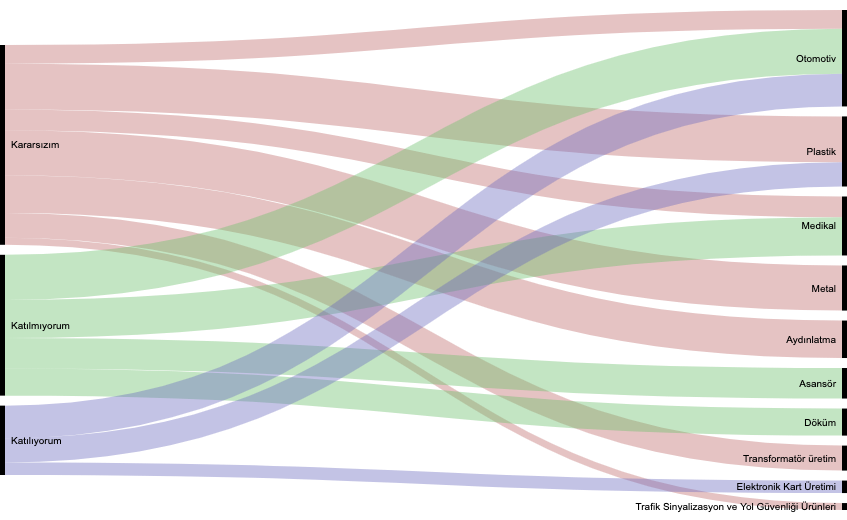 Kararsızım
Katılmıyorum
Katılıyorum
Otomotiv
Plastik
Medikal
Metal
Aydınlatma
Asansör
Döküm
Transformatör üretim
Elektronik Kart Üretimi
Trafik Sinyalizasyon ve Yol Güvenliği Ürünleri